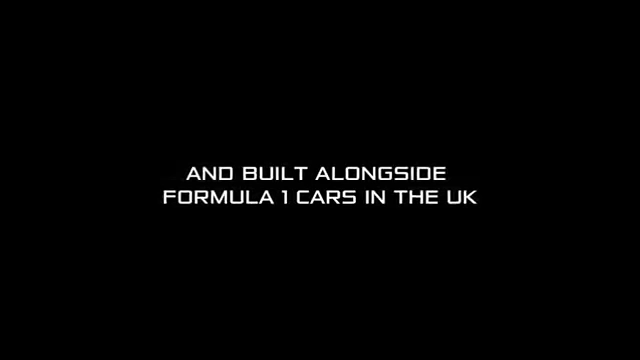 AND BUILT ALONGSIDE
FORMULA 1 CARS IN THE UK